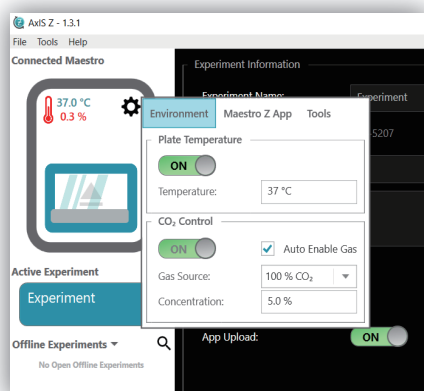 AxIS Z - 1.3.1
File Tools Help
Connected Maestro
37.0 °C
0.3 %
Experiment Information
Experiment Name:
Experiment
-5207
Environment Maestro Z App Tools
Plate Temperature
ON
Temperature: 37 °C
CO₂ Control
ON Auto Enable Gas
Gas Source: 100 % CO₂
Concentration: 5.0 %
Active Experiment
Experiment
Offline Experiments
No Open Offline Experiments
App Upload: ON